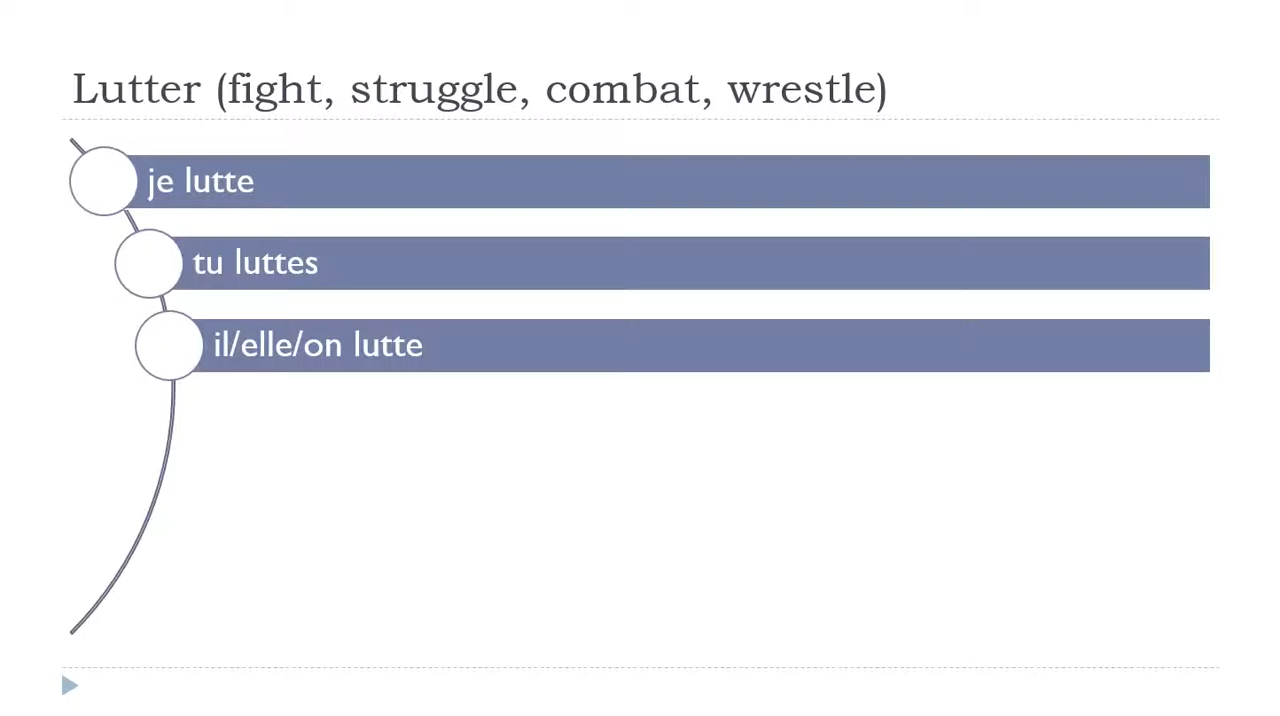 Lutter (fight, struggle, combat, wrestle)
je lutte
tu luttes
il/elle/on lutte